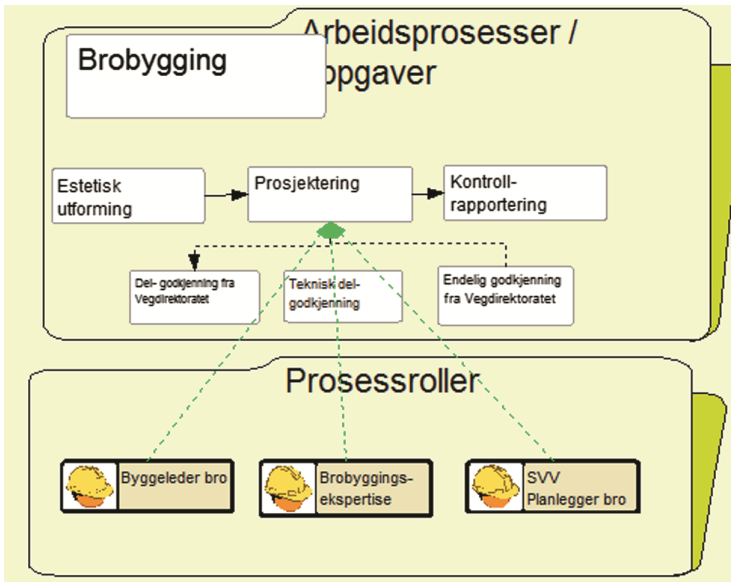 Arbeidsprosesser /
ppgaver
Brobygging
Estetisk
utforming
Prosjektering
Kontroll-
rapportering
Del- godkjenning fra
Vegdirektoratet
Teknisk del-
godkjenning
Endelig godkjenning
fra Vegdirektoratet
Prosessroller
Byggeleder bro
Brobyggings-
ekspertise
SVV
Planlegger bro